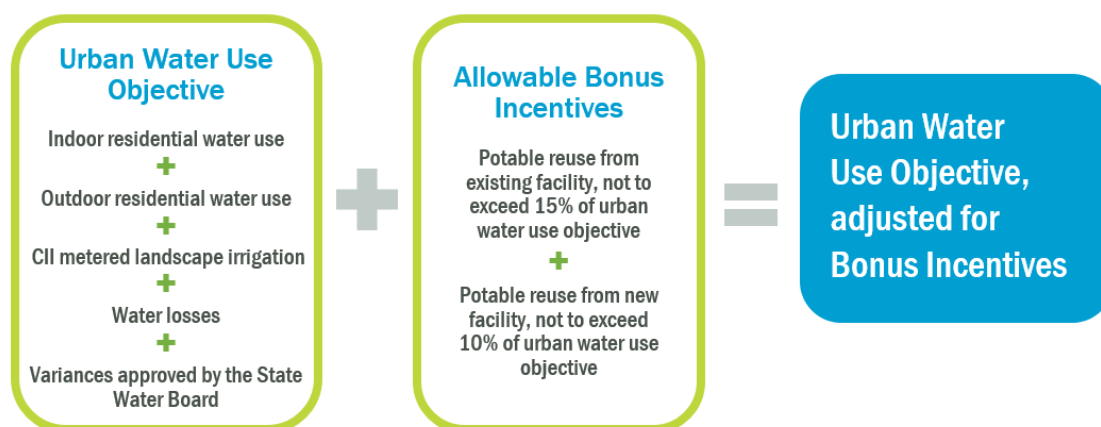 Urban Water Use
Objective
Indoor residential water use
+
Outdoor residential water use
+
CII metered landscape irrigation
+
Water losses
+
Variances approved by the State
Water Board
+
Allowable Bonus
Incentives
Potable reuse from
existing facility, not to
exceed 15% of urban
water use objective
+
Potable reuse from new
facility, not to exceed
10% of urban water use
objective
=
Urban Water
Use Objective,
adjusted for
Bonus Incentives